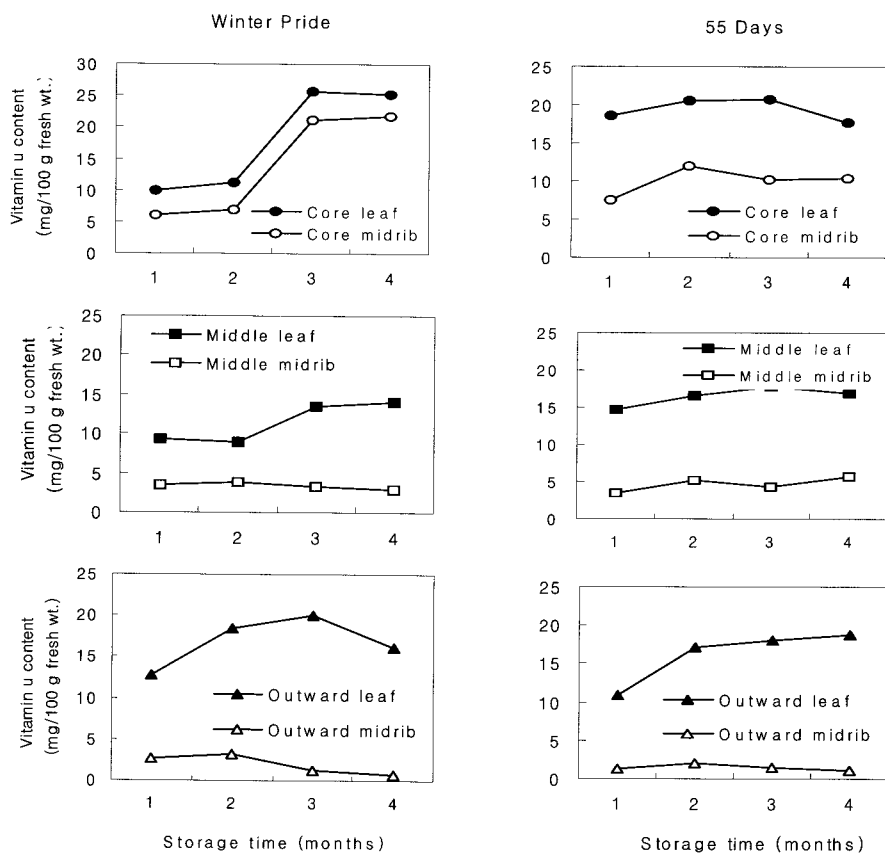 Winter Pride
55 Days
Vitamin u content
(mg/100 g fresh wt.)
30
25
20
15
10
5
0
Core leaf
Core midrib
1 2 3 4
25
20
15
10
5
0
Core leaf
Core midrib
1 2 3 4
Vitamin u content
(mg/100 g fresh wt.)
25
20
15
10
5
0
Middle leaf
Middle midrib
1 2 3 4
25
20
15
10
5
0
Middle leaf
Middle midrib
1 2 3 4
Vitamin u content
(mg/100 g fresh wt.)
25
20
15
10
5
0
Outward leaf
Outward midrib
1 2 3 4
Storage time (months)
25
20
15
10
5
0
Outward leaf
Outward midrib
1 2 3 4
Storage time (months)